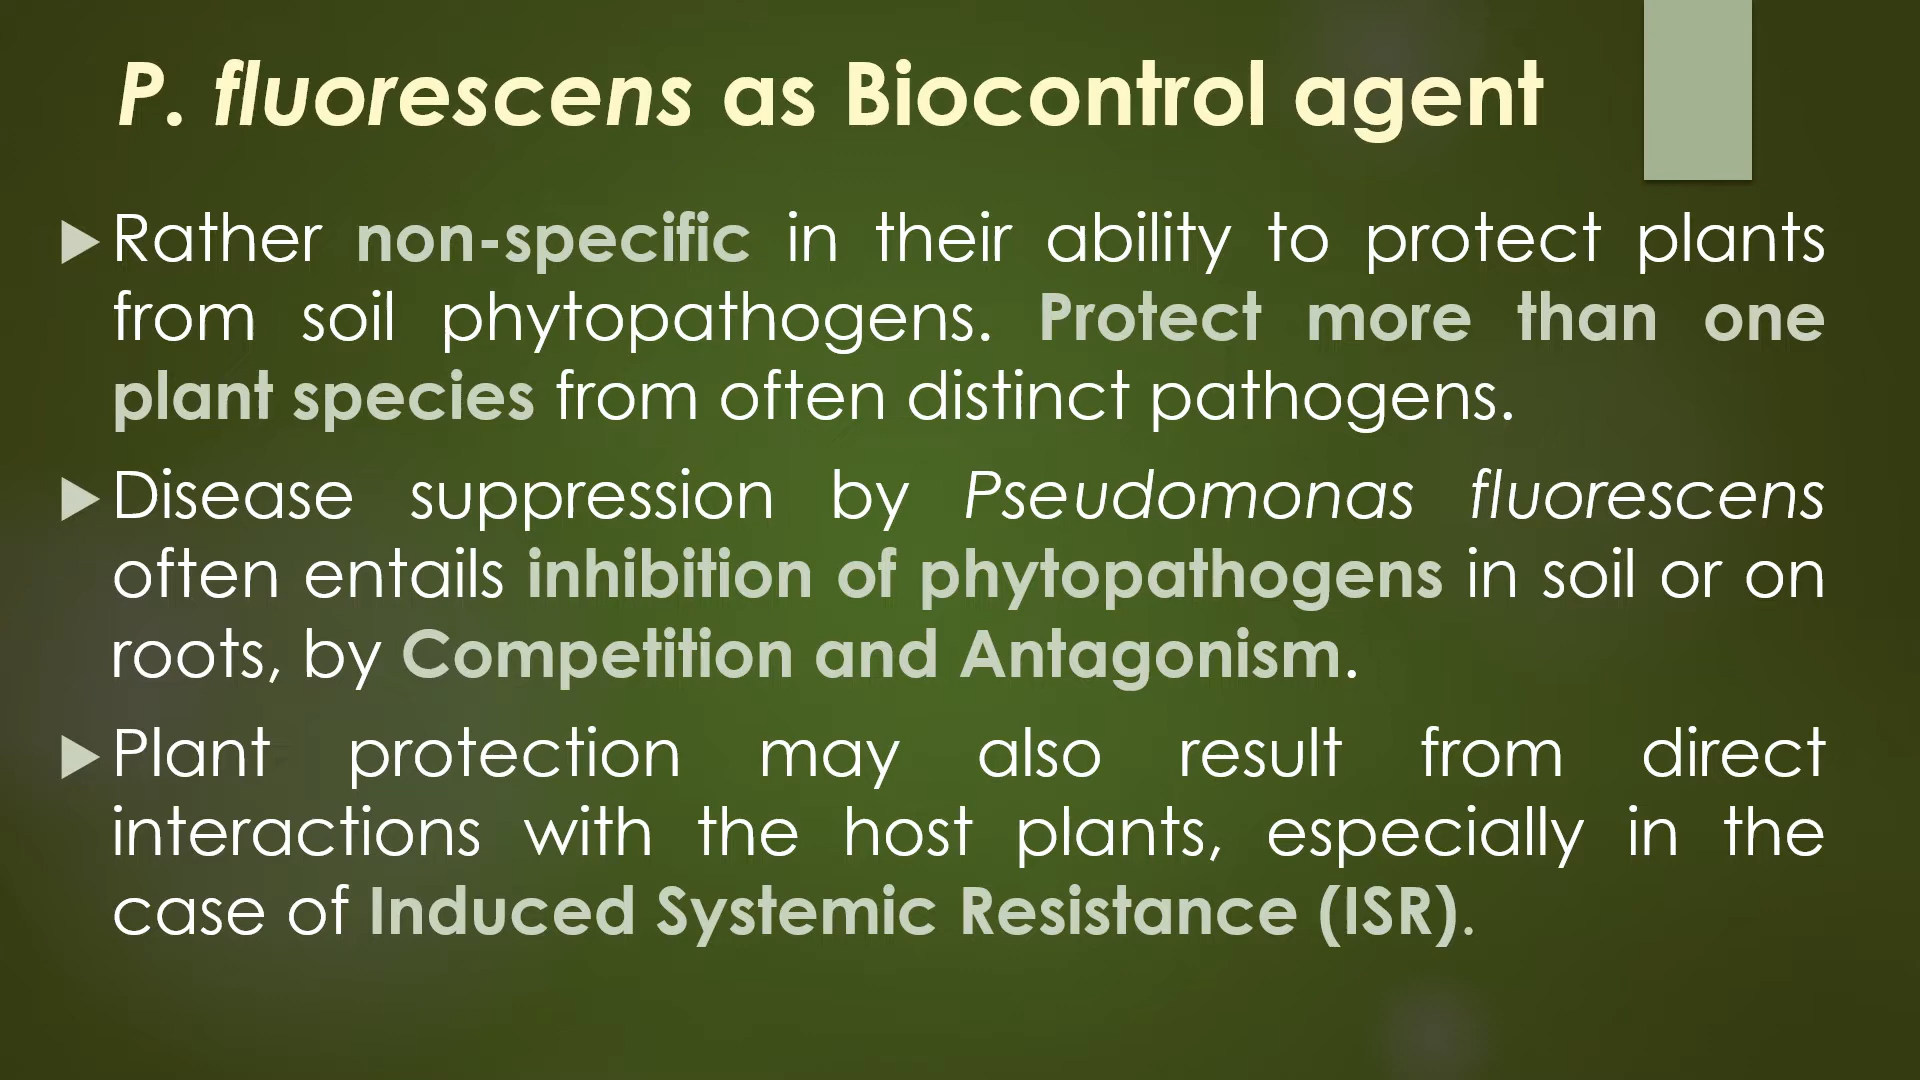 P. fluorescens as Biocontrol agent
Rather non-specific in their ability to protect plants
from soil phytopathogens. Protect more than one
plant species from often distinct pathogens.
Disease suppression by Pseudomonas fluorescens
often entails inhibition of phytopathogens in soil or on
roots, by Competition and Antagonism.
Plant protection may also result from direct
interactions with the host plants, especially in the
case of Induced Systemic Resistance (ISR).